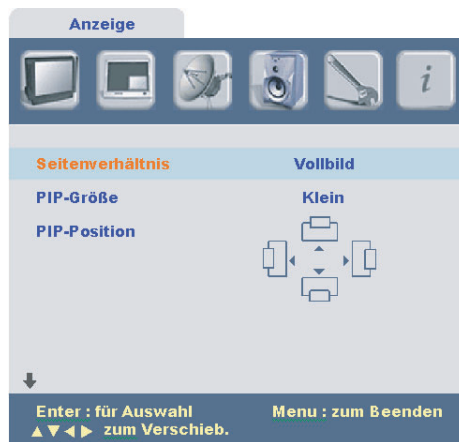 Anzeige
i
Seitenverhältnis Vollbild
PIP-Größe Klein
PIP-Position
Enter : für Auswahl Menu : zum Beenden
▲▼◄► zum Verschieb.